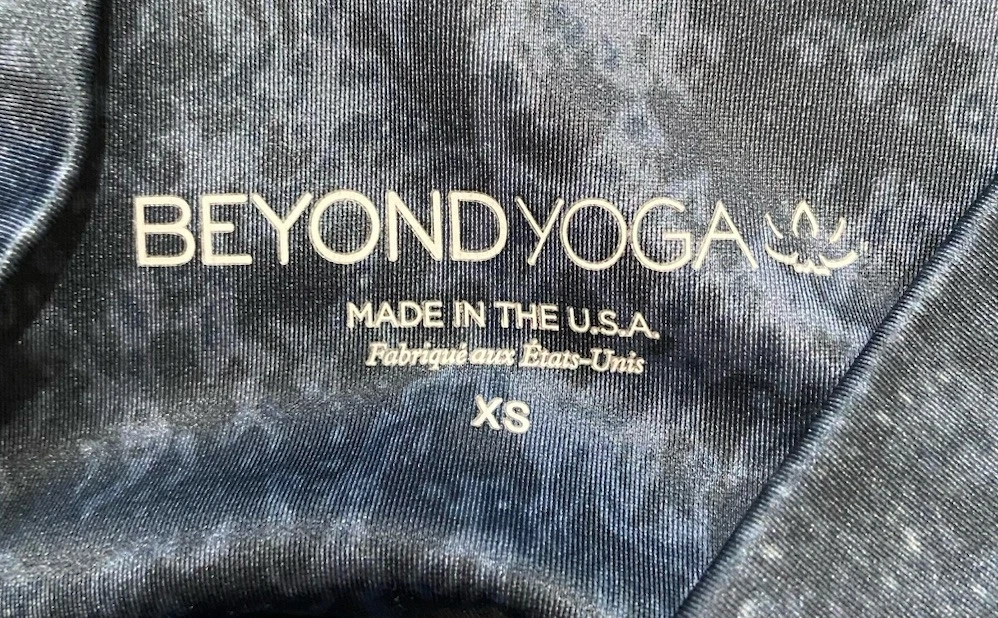 BEYOND YOGA
MADE IN THE U.S.A.
Fabriqué aux États-Unis
XS